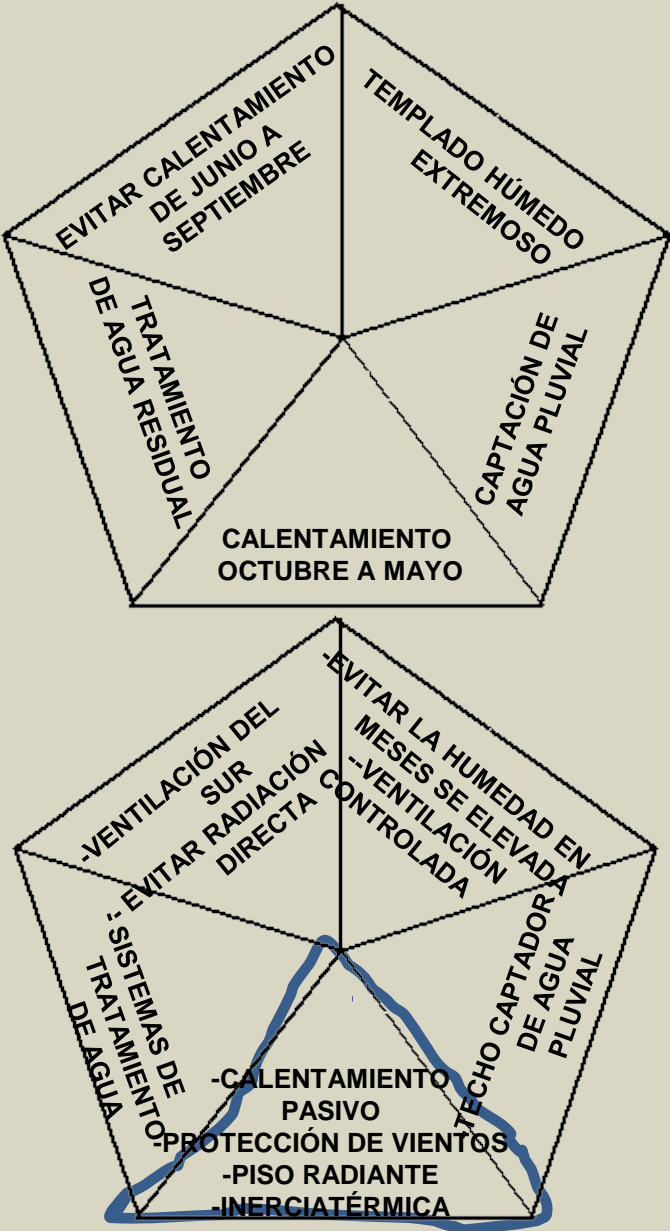 EVITAR CALENTAMIENTO
DE JUNIO A
SEPTIEMBRE
TEMPLADO HÚMEDO
EXTREMOSO
TRATAMIENTO
DE AGUA RESIDUAL
CAPTACIÓN DE
AGUA PLUVIAL
CALENTAMIENTO
OCTUBRE A MAYO
-VENTILACIÓN DEL
SUR
EVITAR RADIACIÓN
DIRECTA
-EVITAR LA HUMEDAD EN
MESES SE ELEVADA
--VENTILACIÓN
CONTROLADA
- SISTEMAS DE
TRATAMIENTO
DE AGUA
TECHO CAPTADOR
DE AGUA
PLUVIAL
-CALENTAMIENTO
PASIVO
-PROTECCIÓN DE VIENTOS
-PISO RADIANTE
-INERCIATÉRMICA